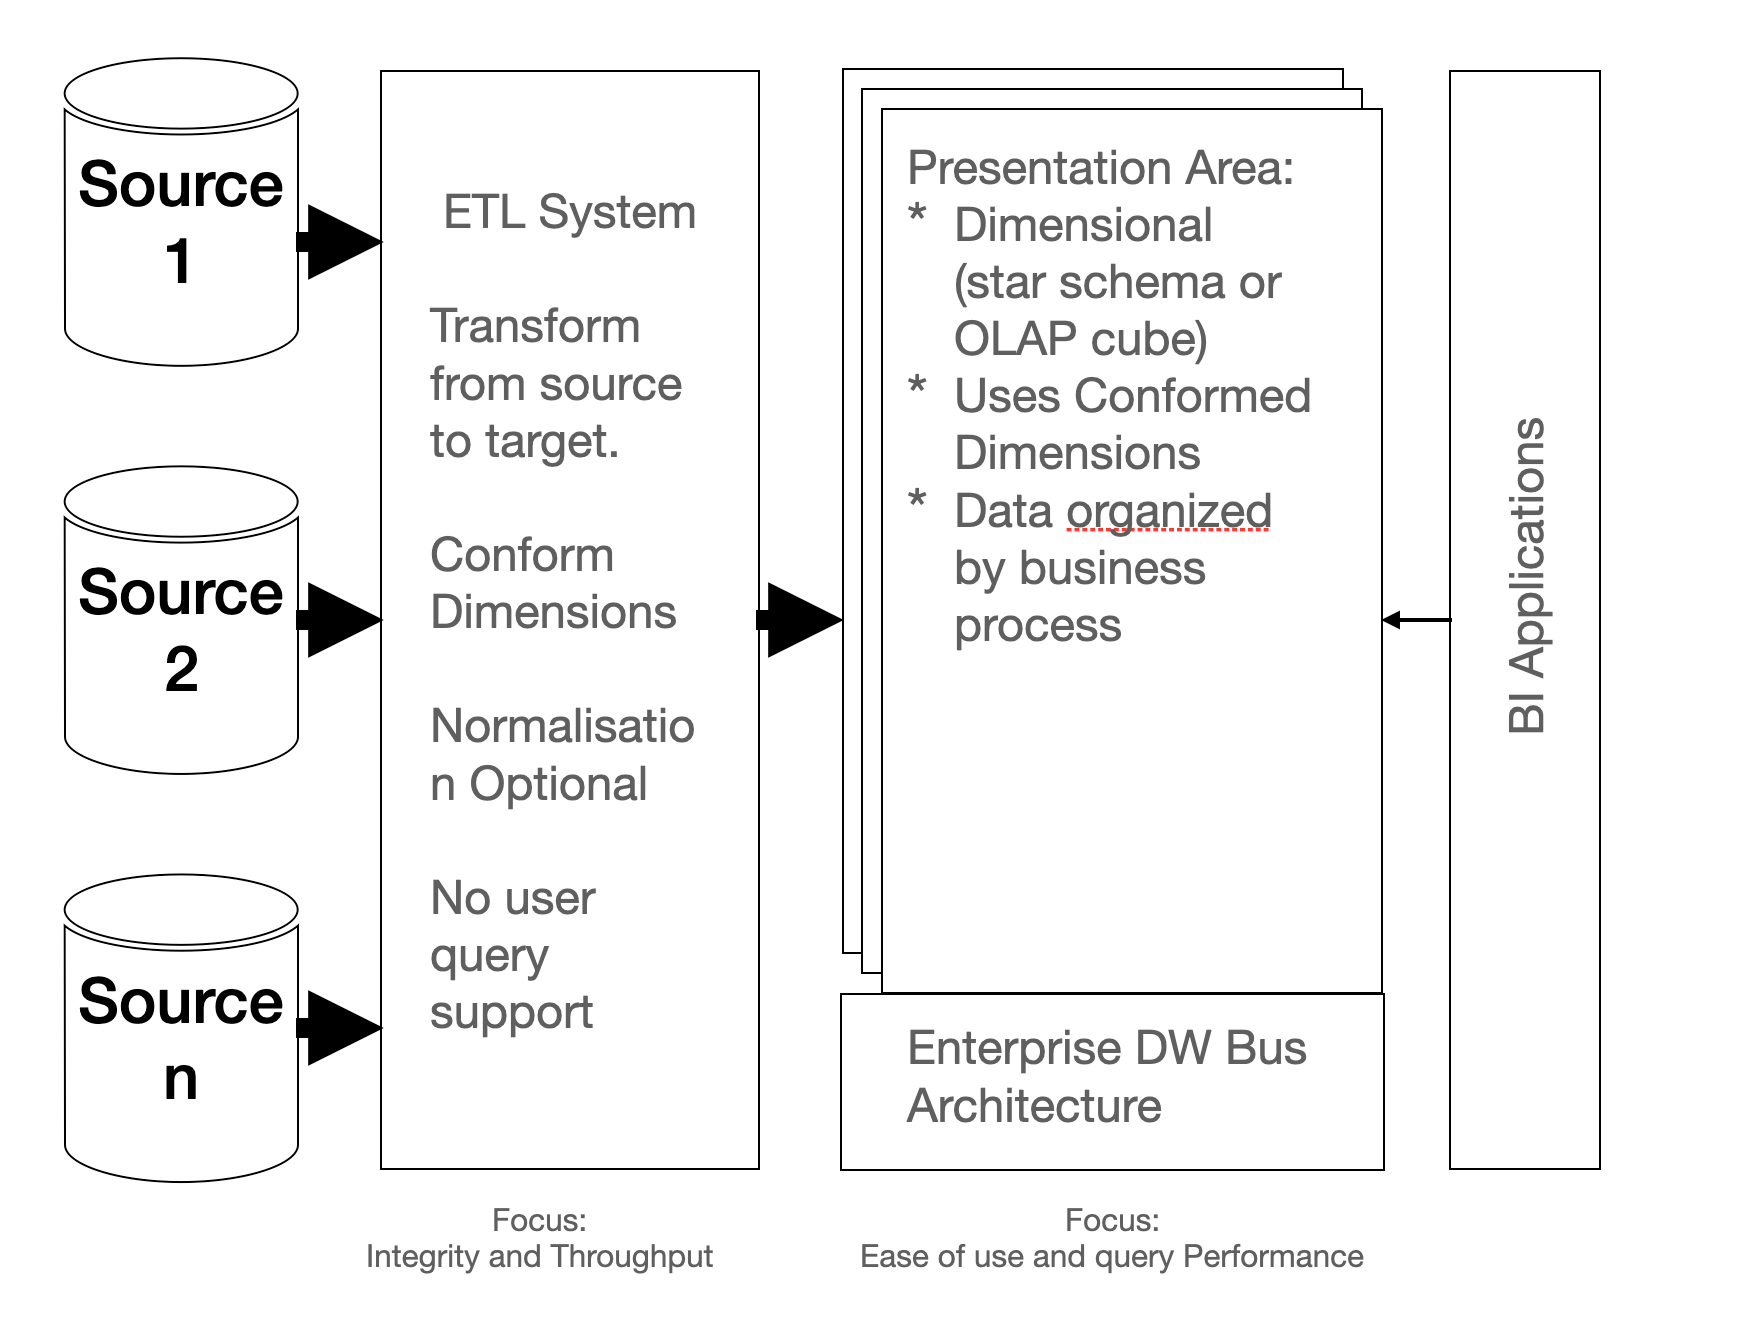 Source
1
Source
2
Source
n
ETL System
Transform
from source
to target.
Conform
Dimensions
Normalisatio
n Optional
No user
query
support
Focus:
Integrity and Throughput
Presentation Area:
* Dimensional
(star schema or
OLAP cube)
* Uses Conformed
Dimensions
* Data organized
by business
process
Enterprise DW Bus
Architecture
Focus:
Ease of use and query Performance
BI Applications